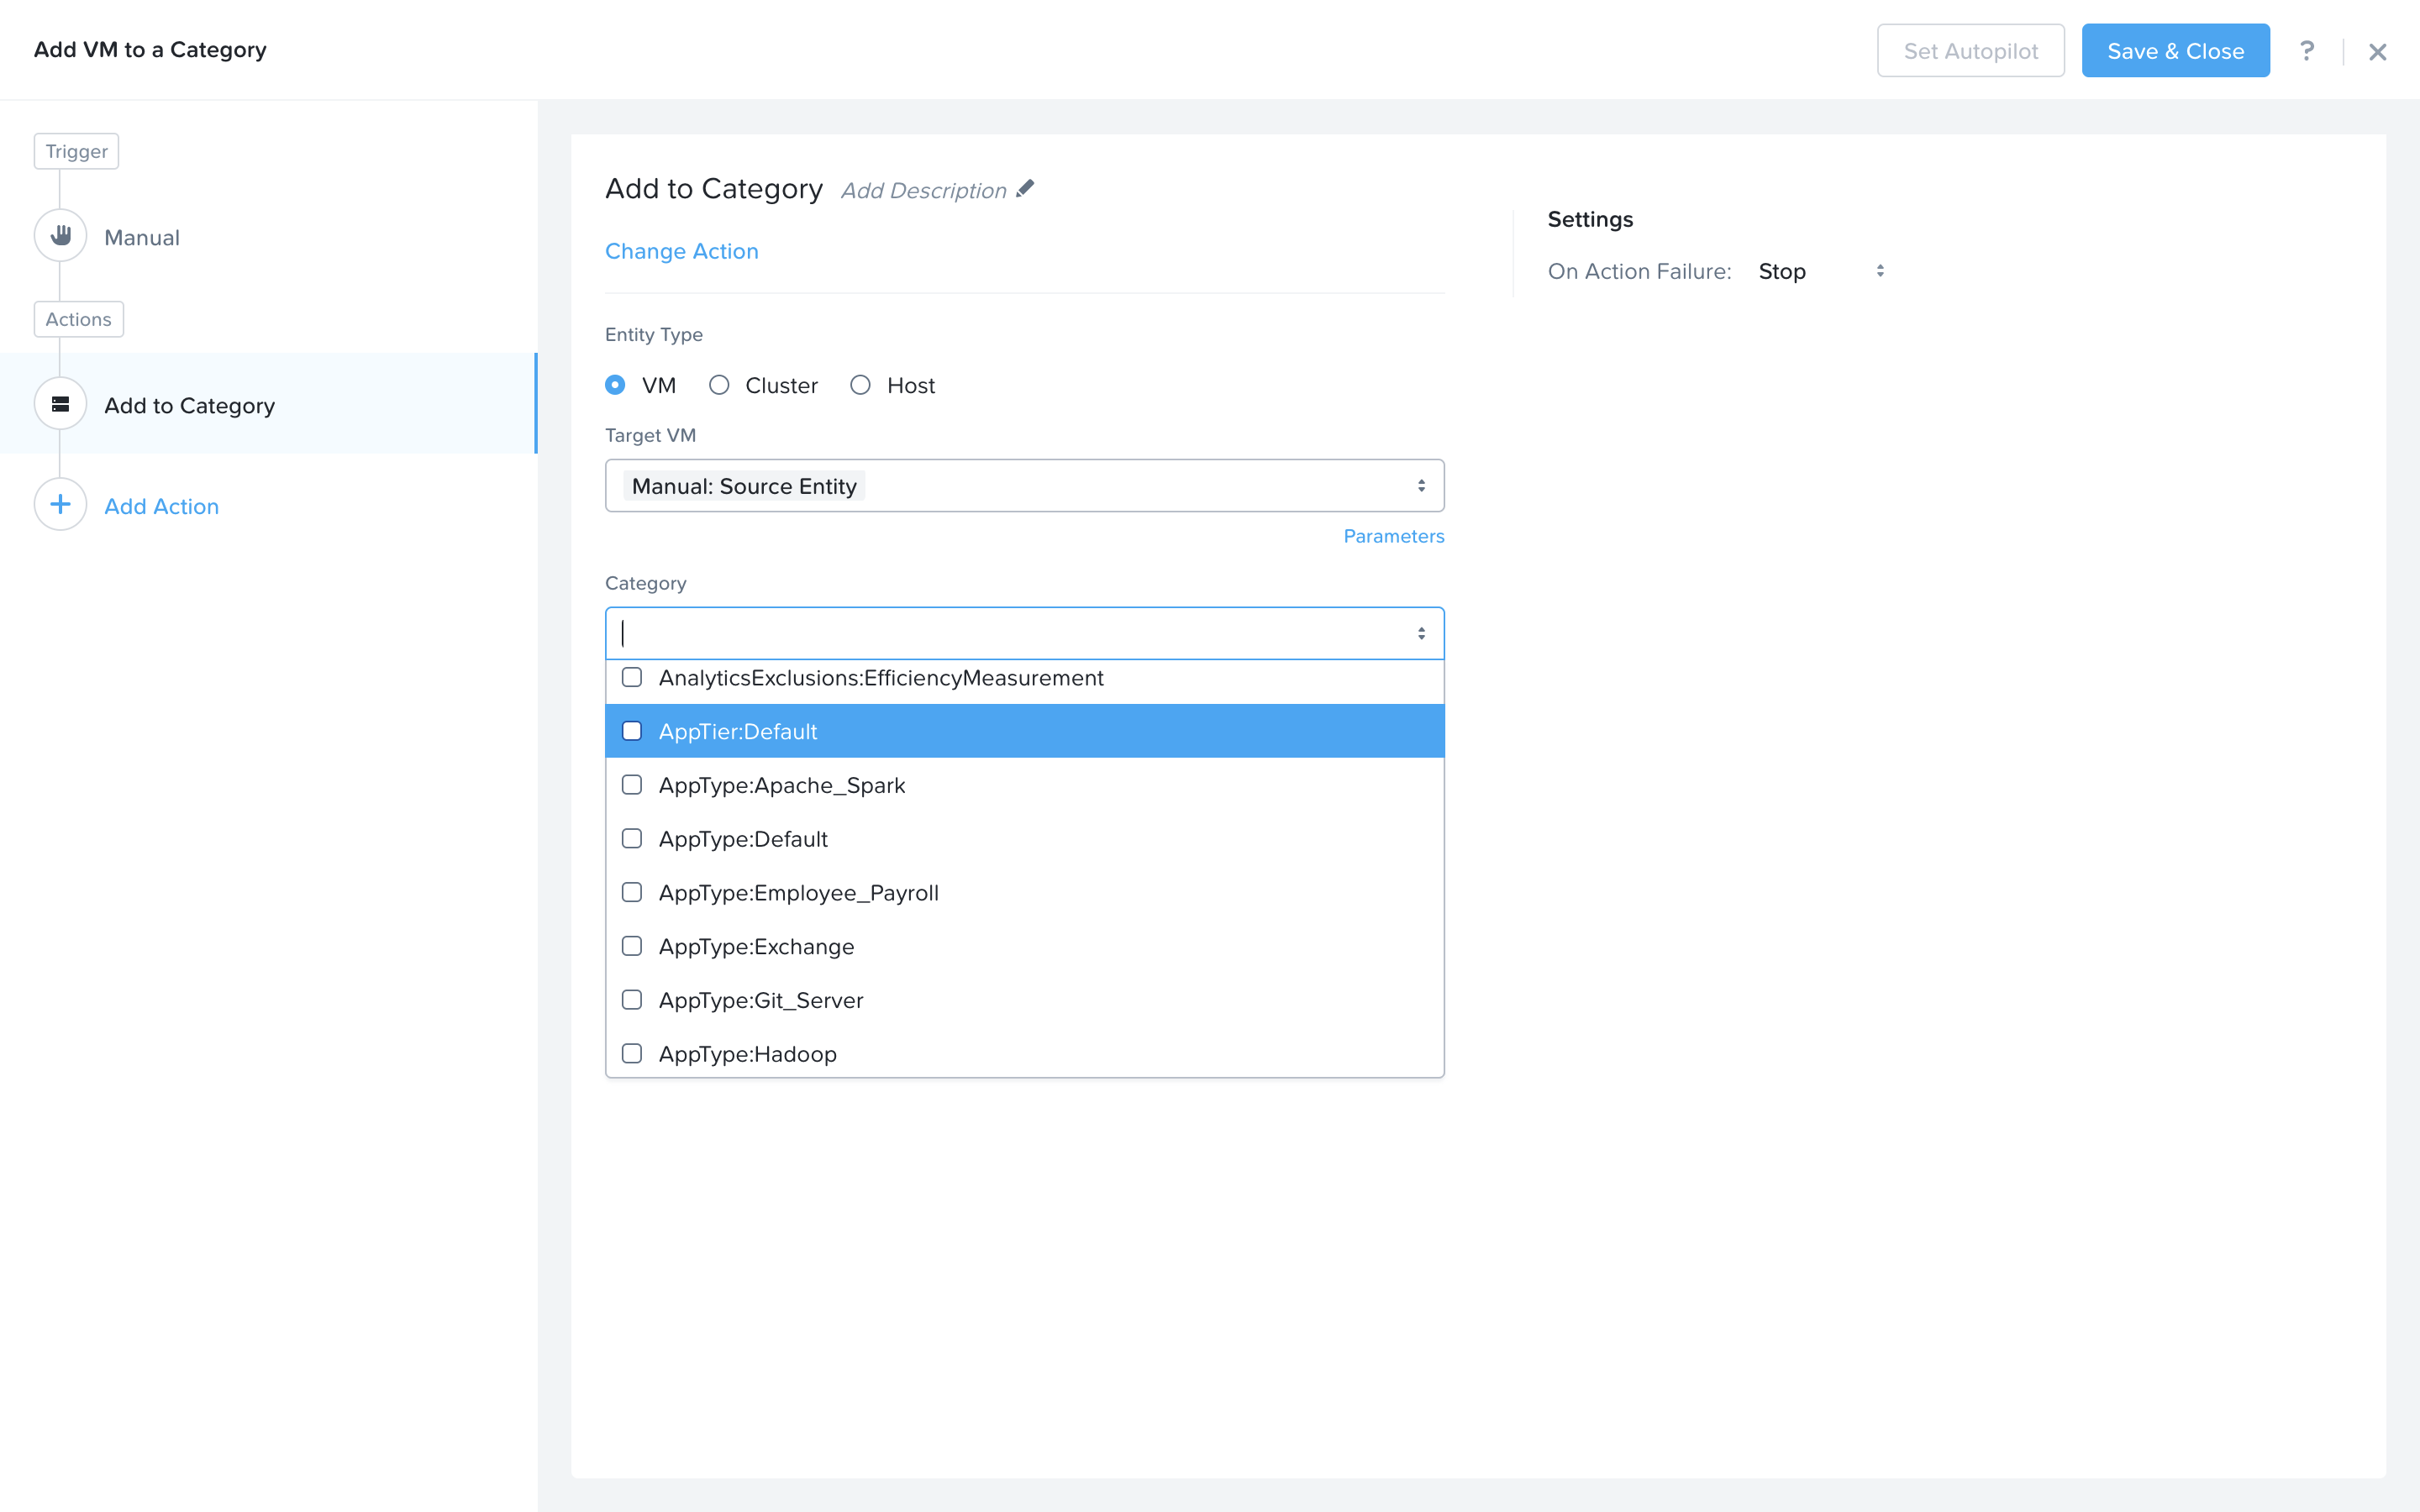 Add VM to a Category
Set Autopilot
Save & Close
?
Trigger
Manual
Actions
Add to Category
Add Action
Add to Category Add Description
Change Action
Entity Type
VM Cluster Host
Target VM
Manual: Source Entity
Parameters
Category
AnalyticsExclusions:EfficiencyMeasurement
AppTier:Default
AppType:Apache_Spark
AppType:Default
AppType:Employee_Payroll
AppType:Exchange
AppType:Git_Server
AppType:Hadoop
Settings
On Action Failure: Stop